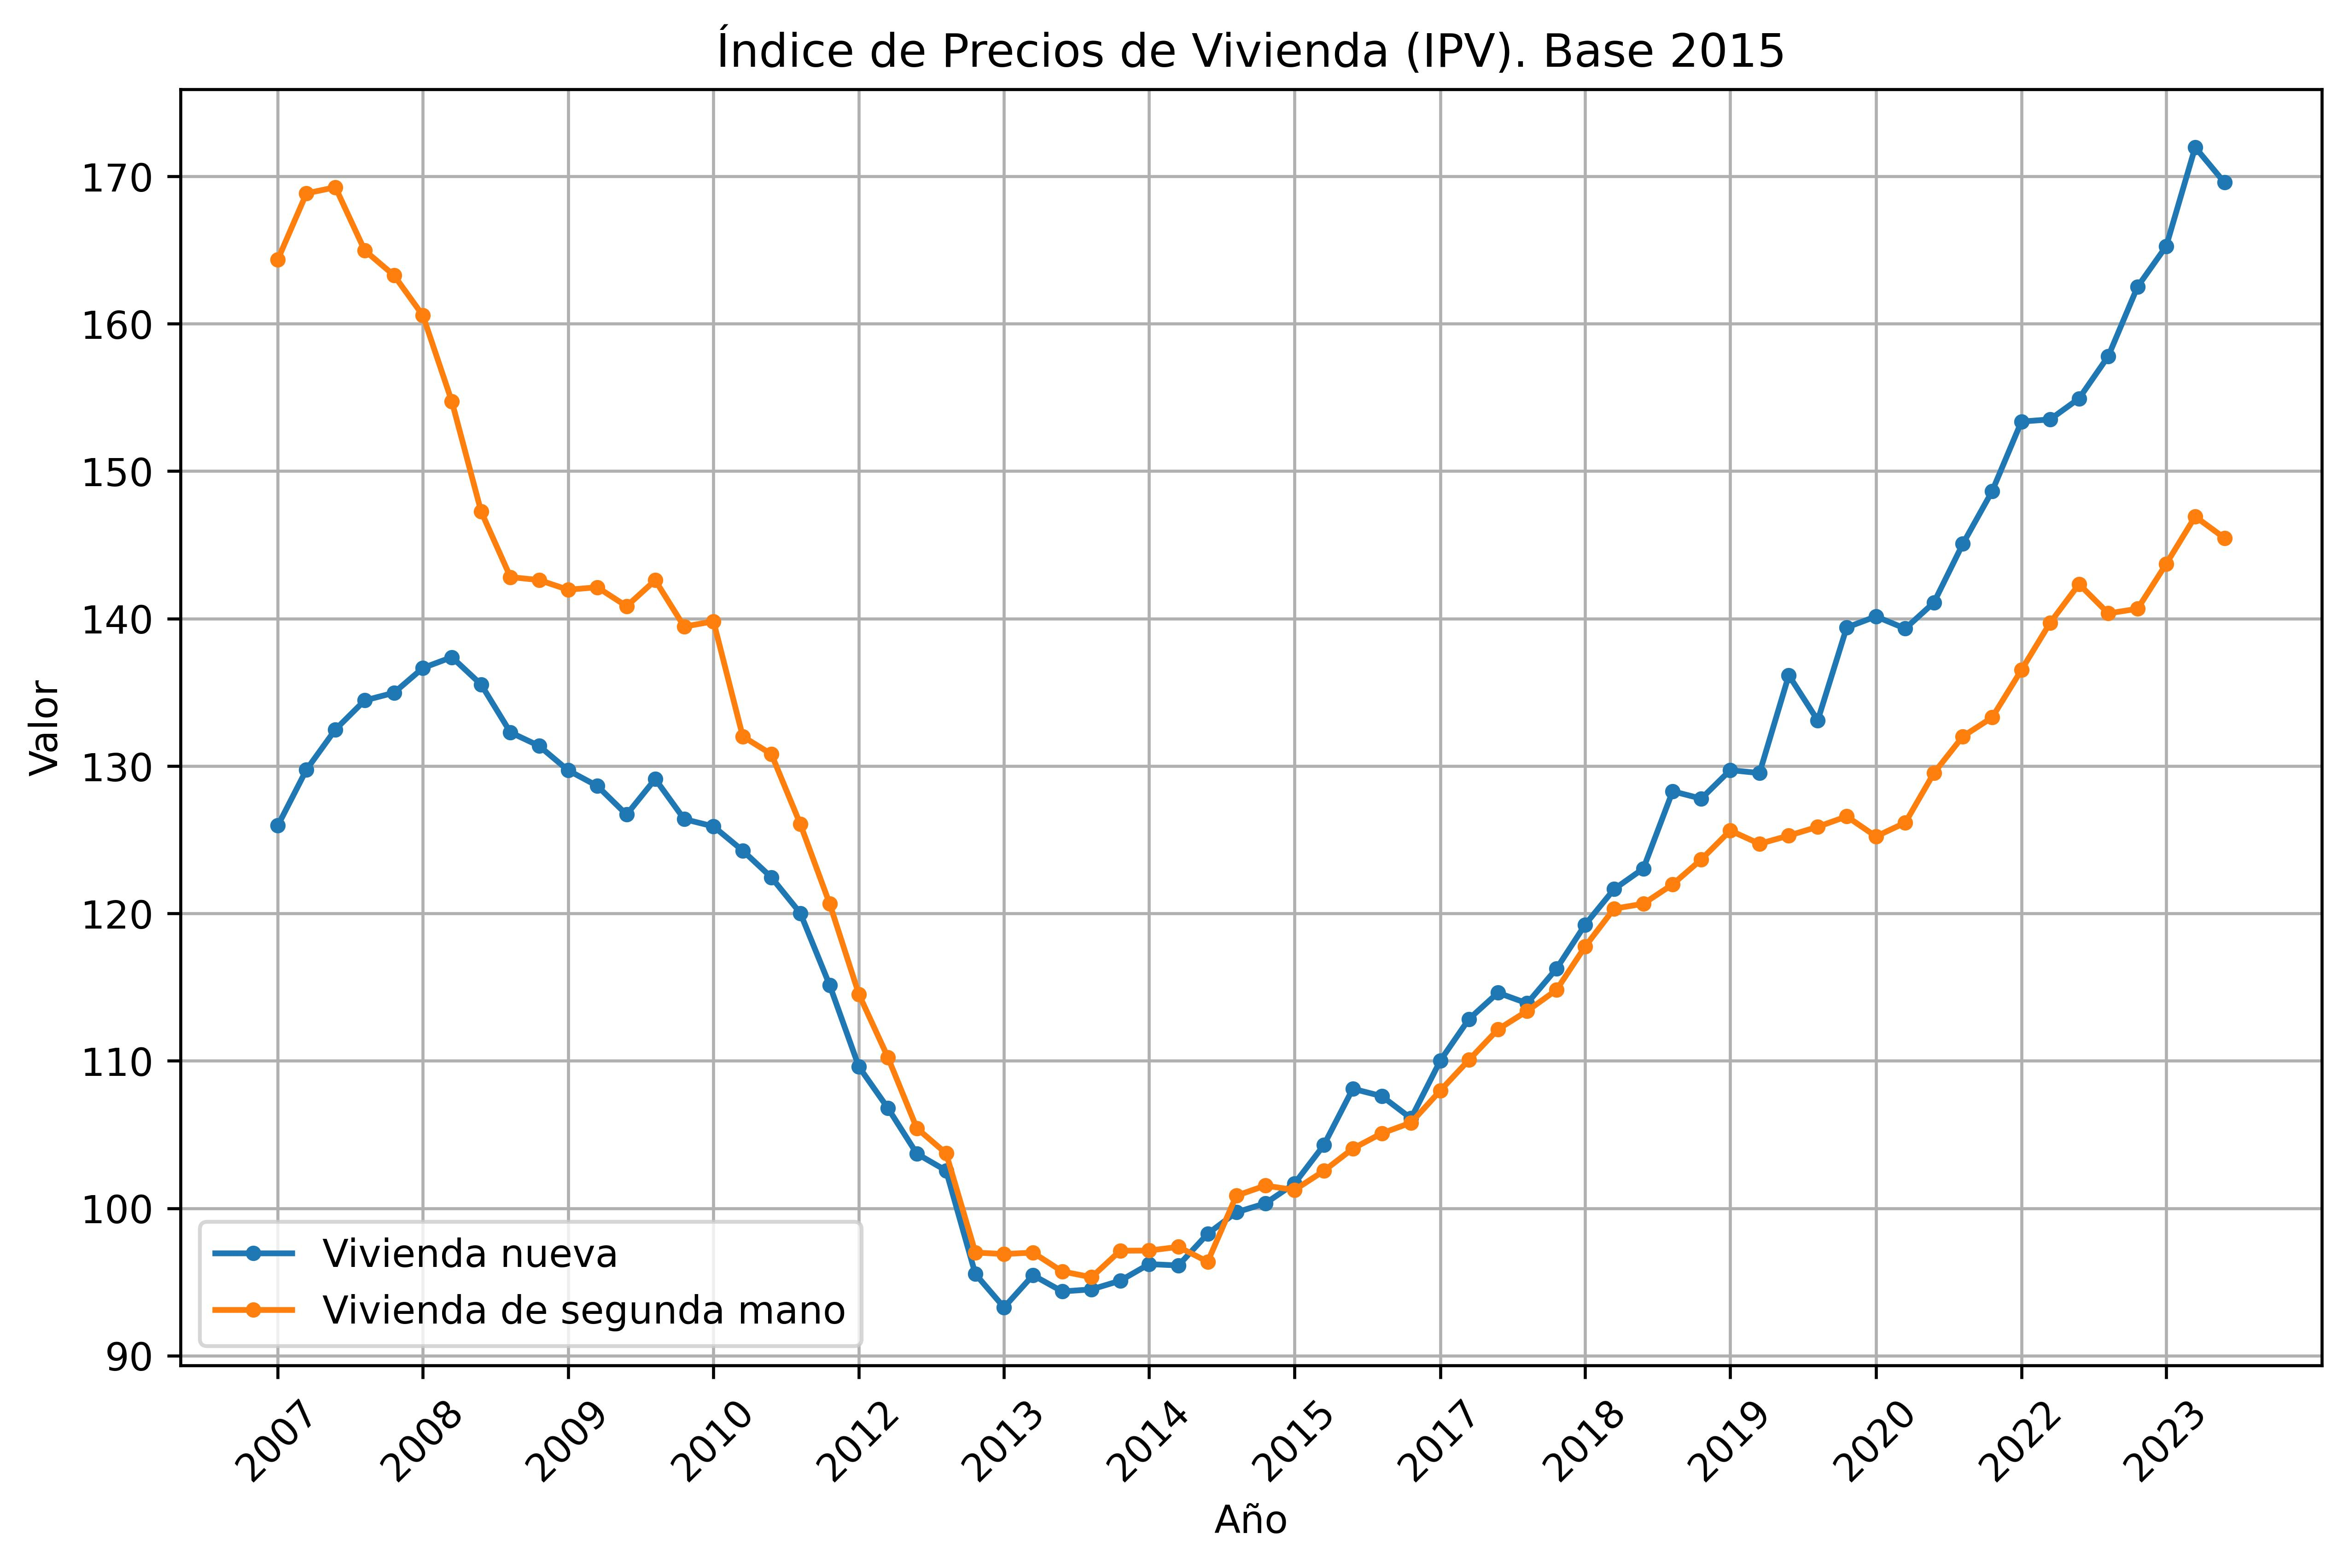 Índice de Precios de Vivienda (IPV). Base 2015
170
160
150
140
130
120
110
100
90
Valor
Vivienda nueva
Vivienda de segunda mano
2007 2008 2009 2010 2012 2013 2014 2015 2017 2018 2019 2020 2022 2023
Año